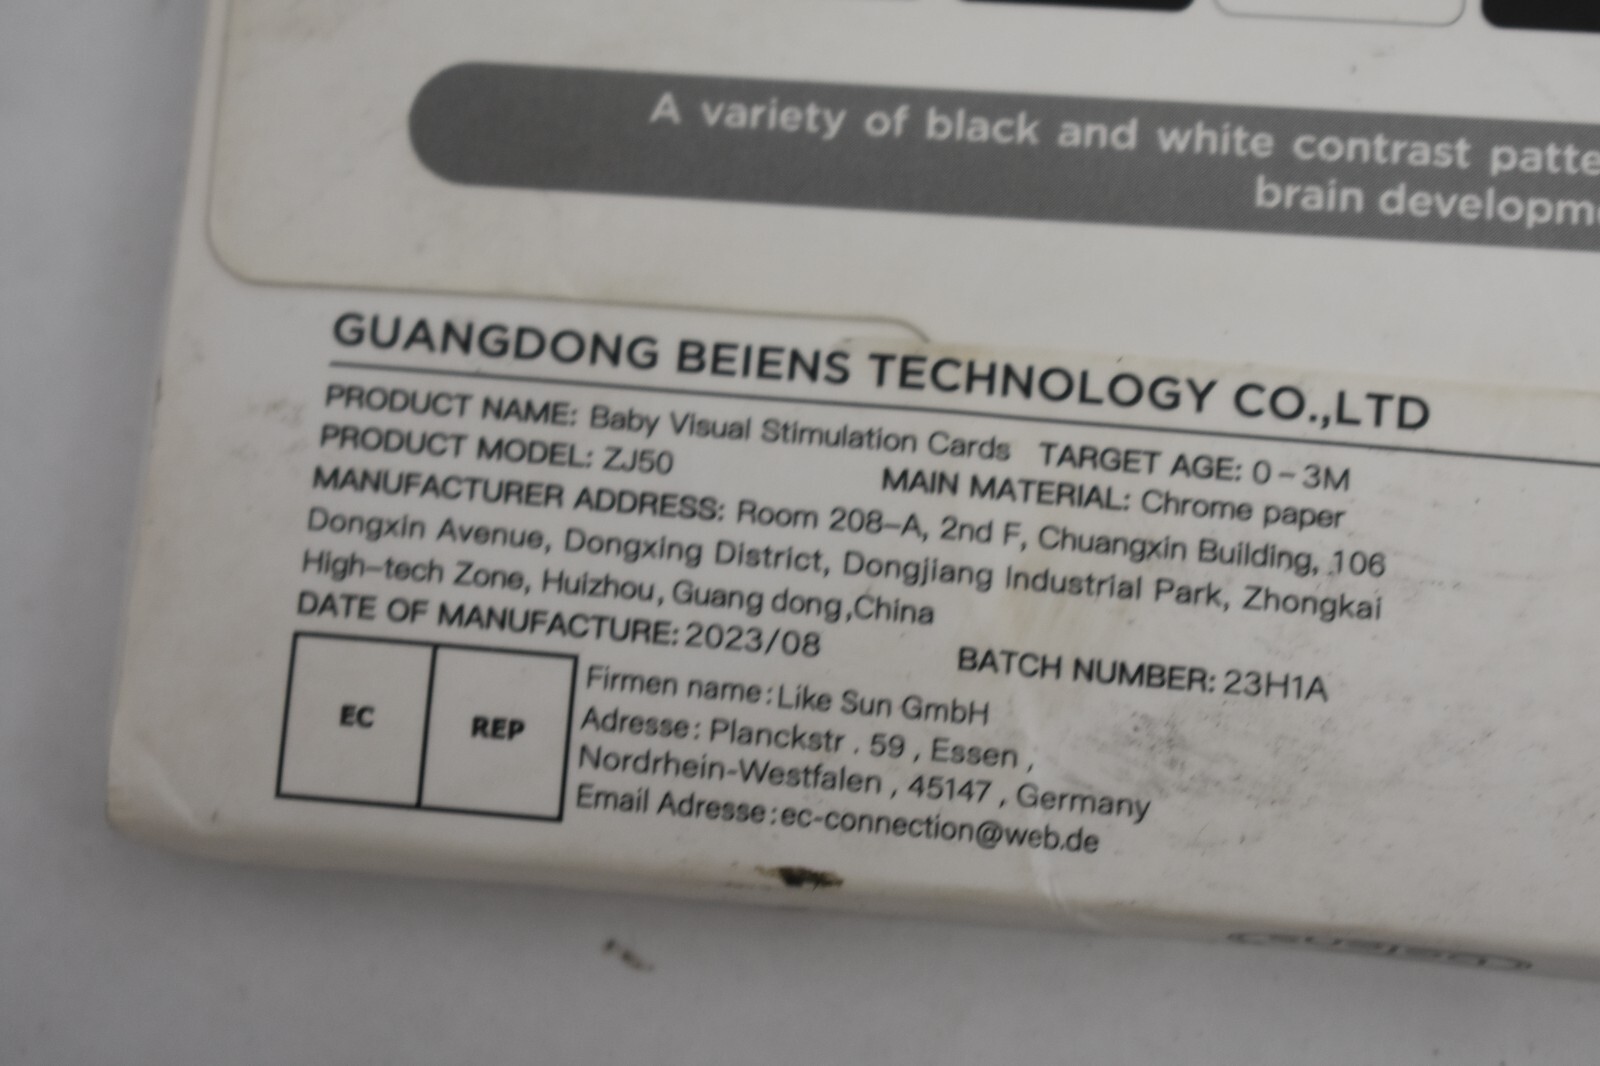 A variety of black and white contrast
brain
GUANGDONG BEIENS TECHNOLOGY CO.,LTD
PRODUCT NAME: Baby Visual Stimulation Cards TARGET AGE: 0-3M
PRODUCT MODEL: ZJ50 MAIN MATERIAL: Chrome paper
MANUFACTURER ADDRESS: Room 208-A, 2nd F, Chuangxin Building, 106
Dongxin Avenue, Dongxing District, Dongjiang Industrial Park, Zhongkai
High-tech Zone, Huizhou, Guang dong,China
DATE OF MANUFACTURE: 2023/08 BATCH NUMBER: 23H1A
EC REP
Firmen name:Like Sun GmbH
Adresse: Planckstr . 59 , Essen ,
Nordrhein-Westfalen , 45147 , Germany
Email Adresse:ec-connection@web.de